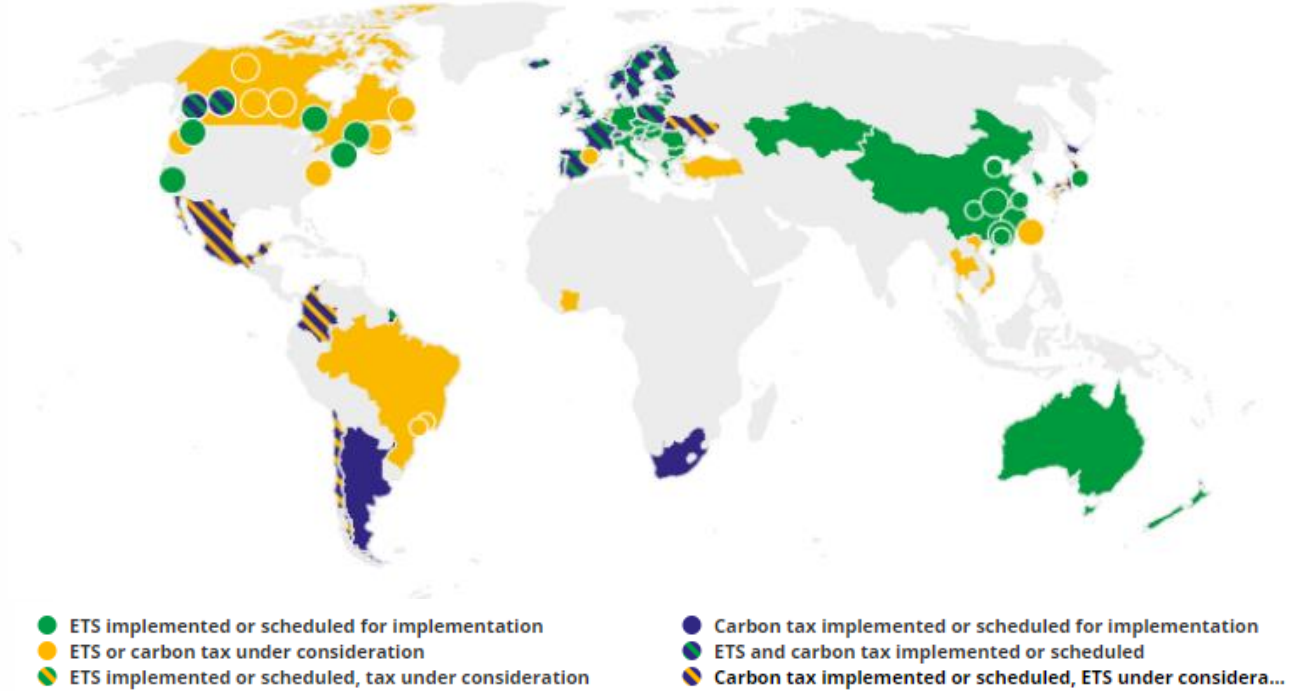 ETS implemented or scheduled for implementation
Carbon tax implemented or scheduled for implementation
ETS or carbon tax under consideration
ETS and carbon tax implemented or scheduled
ETS implemented or scheduled, tax under consideration
Carbon tax implemented or scheduled, ETS under considera...